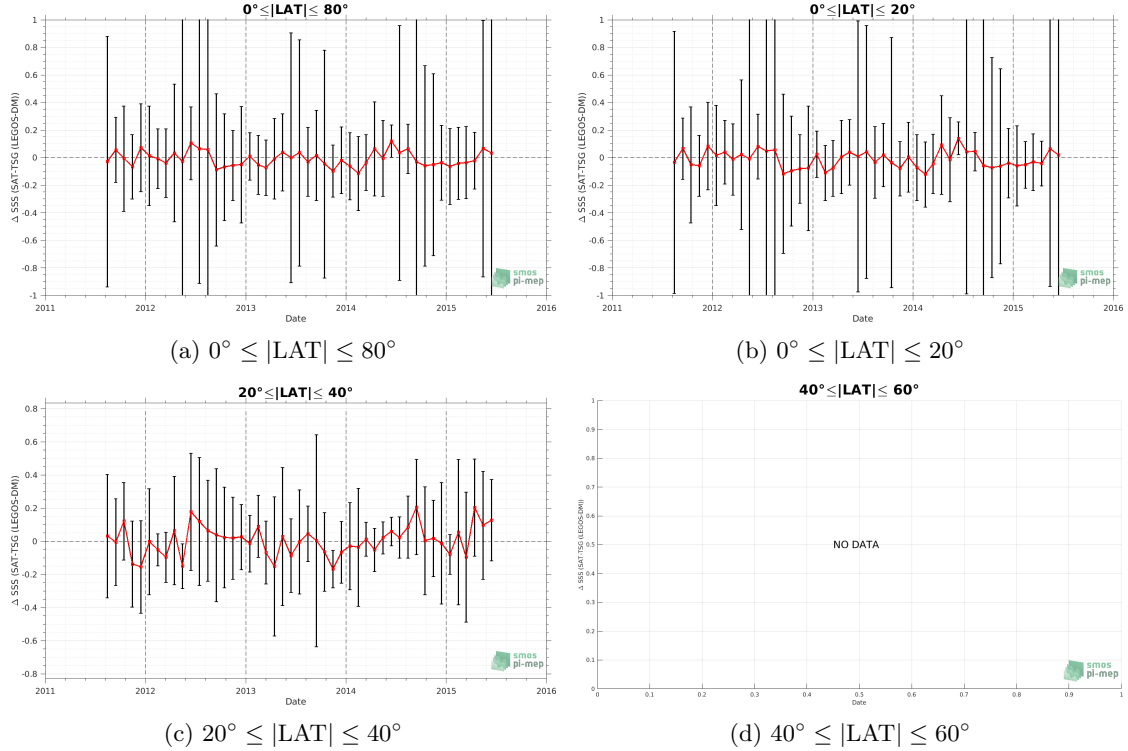 0°≤|LAT|≤ 80°
Δ SSS (SAT-TSG (LEGOS-DM))
1
0.8
0.6
0.4
0.2
0
-0.2
-0.4
-0.6
-0.8
-1
2011 2012 2013 2014 2015 2016
Date
smos
pi-mep
(a) 0° ≤ |LAT| ≤ 80°
0°≤|LAT|≤ 20°
Δ SSS (SAT-TSG (LEGOS-DM))
1
0.8
0.6
0.4
0.2
0
-0.2
-0.4
-0.6
-0.8
-1
2011 2012 2013 2014 2015 2016
Date
smos
pi-mep
(b) 0° ≤ |LAT| ≤ 20°
20°≤|LAT|≤ 40°
Δ SSS (SAT-TSG (LEGOS-DM))
0.8
0.6
0.4
0.2
0
-0.2
-0.4
-0.6
-0.8
2011 2012 2013 2014 2015 2016
Date
smos
pi-mep
(c) 20° ≤ |LAT| ≤ 40°
40°≤|LAT|≤ 60°
Δ SSS (SAT-TSG (LEGOS-DM))
1
0.9
0.8
0.7
0.6
0.5
0.4
0.3
0.2
0.1
0
NO DATA
0 0.1 0.2 0.3 0.4 0.5 0.6 0.7 0.8 0.9 1
Date
smos
pi-mep
(d) 40° ≤ |LAT| ≤ 60°